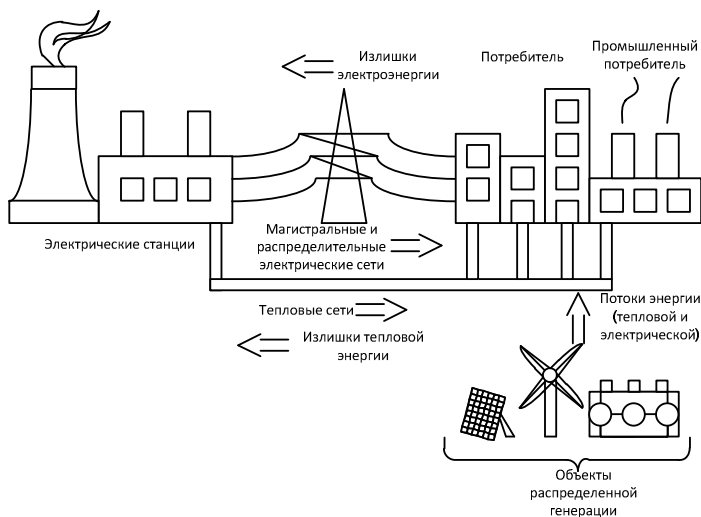 Излишки
электроэнергии
Потребитель
Промышленный
потребитель
Электрические станции
Магистральные и
распределительные
электрические сети
Тепловые сети
Излишки тепловой
энергии
Потоки энергии
(тепловой и
электрической)
Объекты
распределенной
генерации